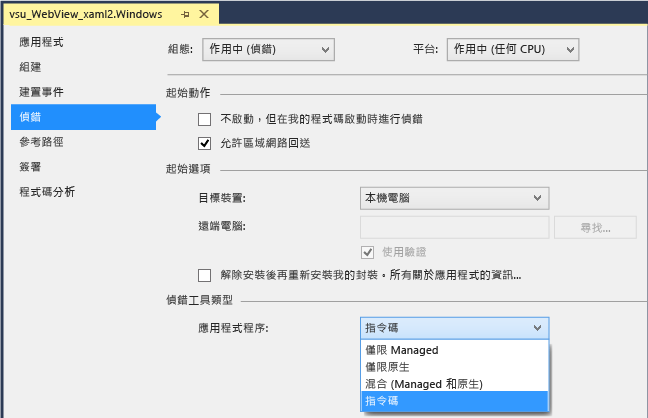 vsu_WebView_xaml2.Windows
應用程式
組建
建置事件
偵錯
參考路徑
簽署
程式碼分析
組態: 作用中 (偵錯) 平台: 作用中 (任何 CPU)
起始動作
不啟動，但在我的程式碼啟動時進行偵錯
允許區域網路回送
起始選項
目標裝置: 本機電腦
遠端電腦: 尋找...
使用驗證
解除安裝後再重新安裝我的封裝。所有關於應用程式的資訊...
偵錯工具類型
應用程式程序: 指令碼
僅限 Managed
僅限原生
混合 (Managed 和原生)
指令碼